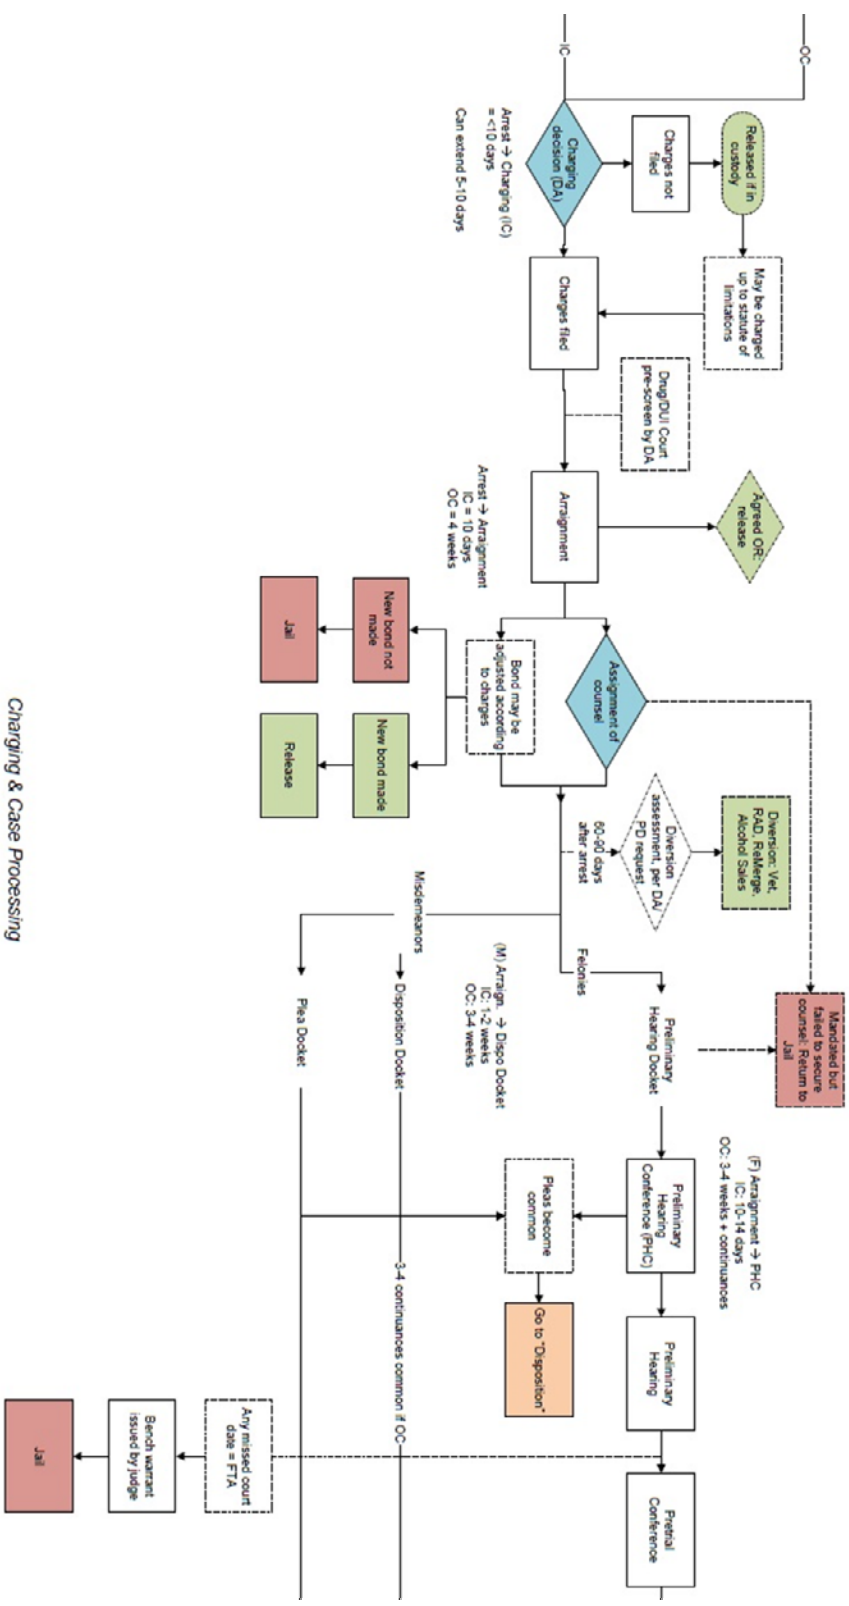 OC
IC
Released if in
custody
Charges not
filed
Charging
decision (DA)
Arrest → Charging (IC)
= <10 days
Can extend 5-10 days
May be charged
up to statute of
limitations
Charges filed
Drug/DUI Court
pre-screen by DA
Agreed OR:
release
Arraignment
Arrest → Arraignment
IC = 10 days
OC = 4 weeks
Assignment of
counsel
Bond may be
adjusted according
to charges
New bond not
made
Jail
New bond made
Release
Diversion: Vet,
RAD, ReMerge,
Alcohol Sales
Diversion
assessment, per DA/
PD request
60-90 days
after arrest
Misdemeanors
Felonies
Mandated but
failed to secure
counsel: Return to
Jail
Preliminary
Hearing Docket
(M) Arraign. → Dispo Docket
IC: 1-2 weeks
OC: 3-4 weeks
Disposition Docket
Plea Docket
(F) Arraignment → PHC
IC: 10-14 days
OC: 3-4 weeks + continuances
Preliminary
Hearing
Conference (PHC)
Pleas become
common
Go to "Disposition"
Preliminary
Hearing
3-4 continuances common if OC
Pretrial
Conference
Any missed court
date = FTA
Bench warrant
issued by judge
Jail
Charging & Case Processing